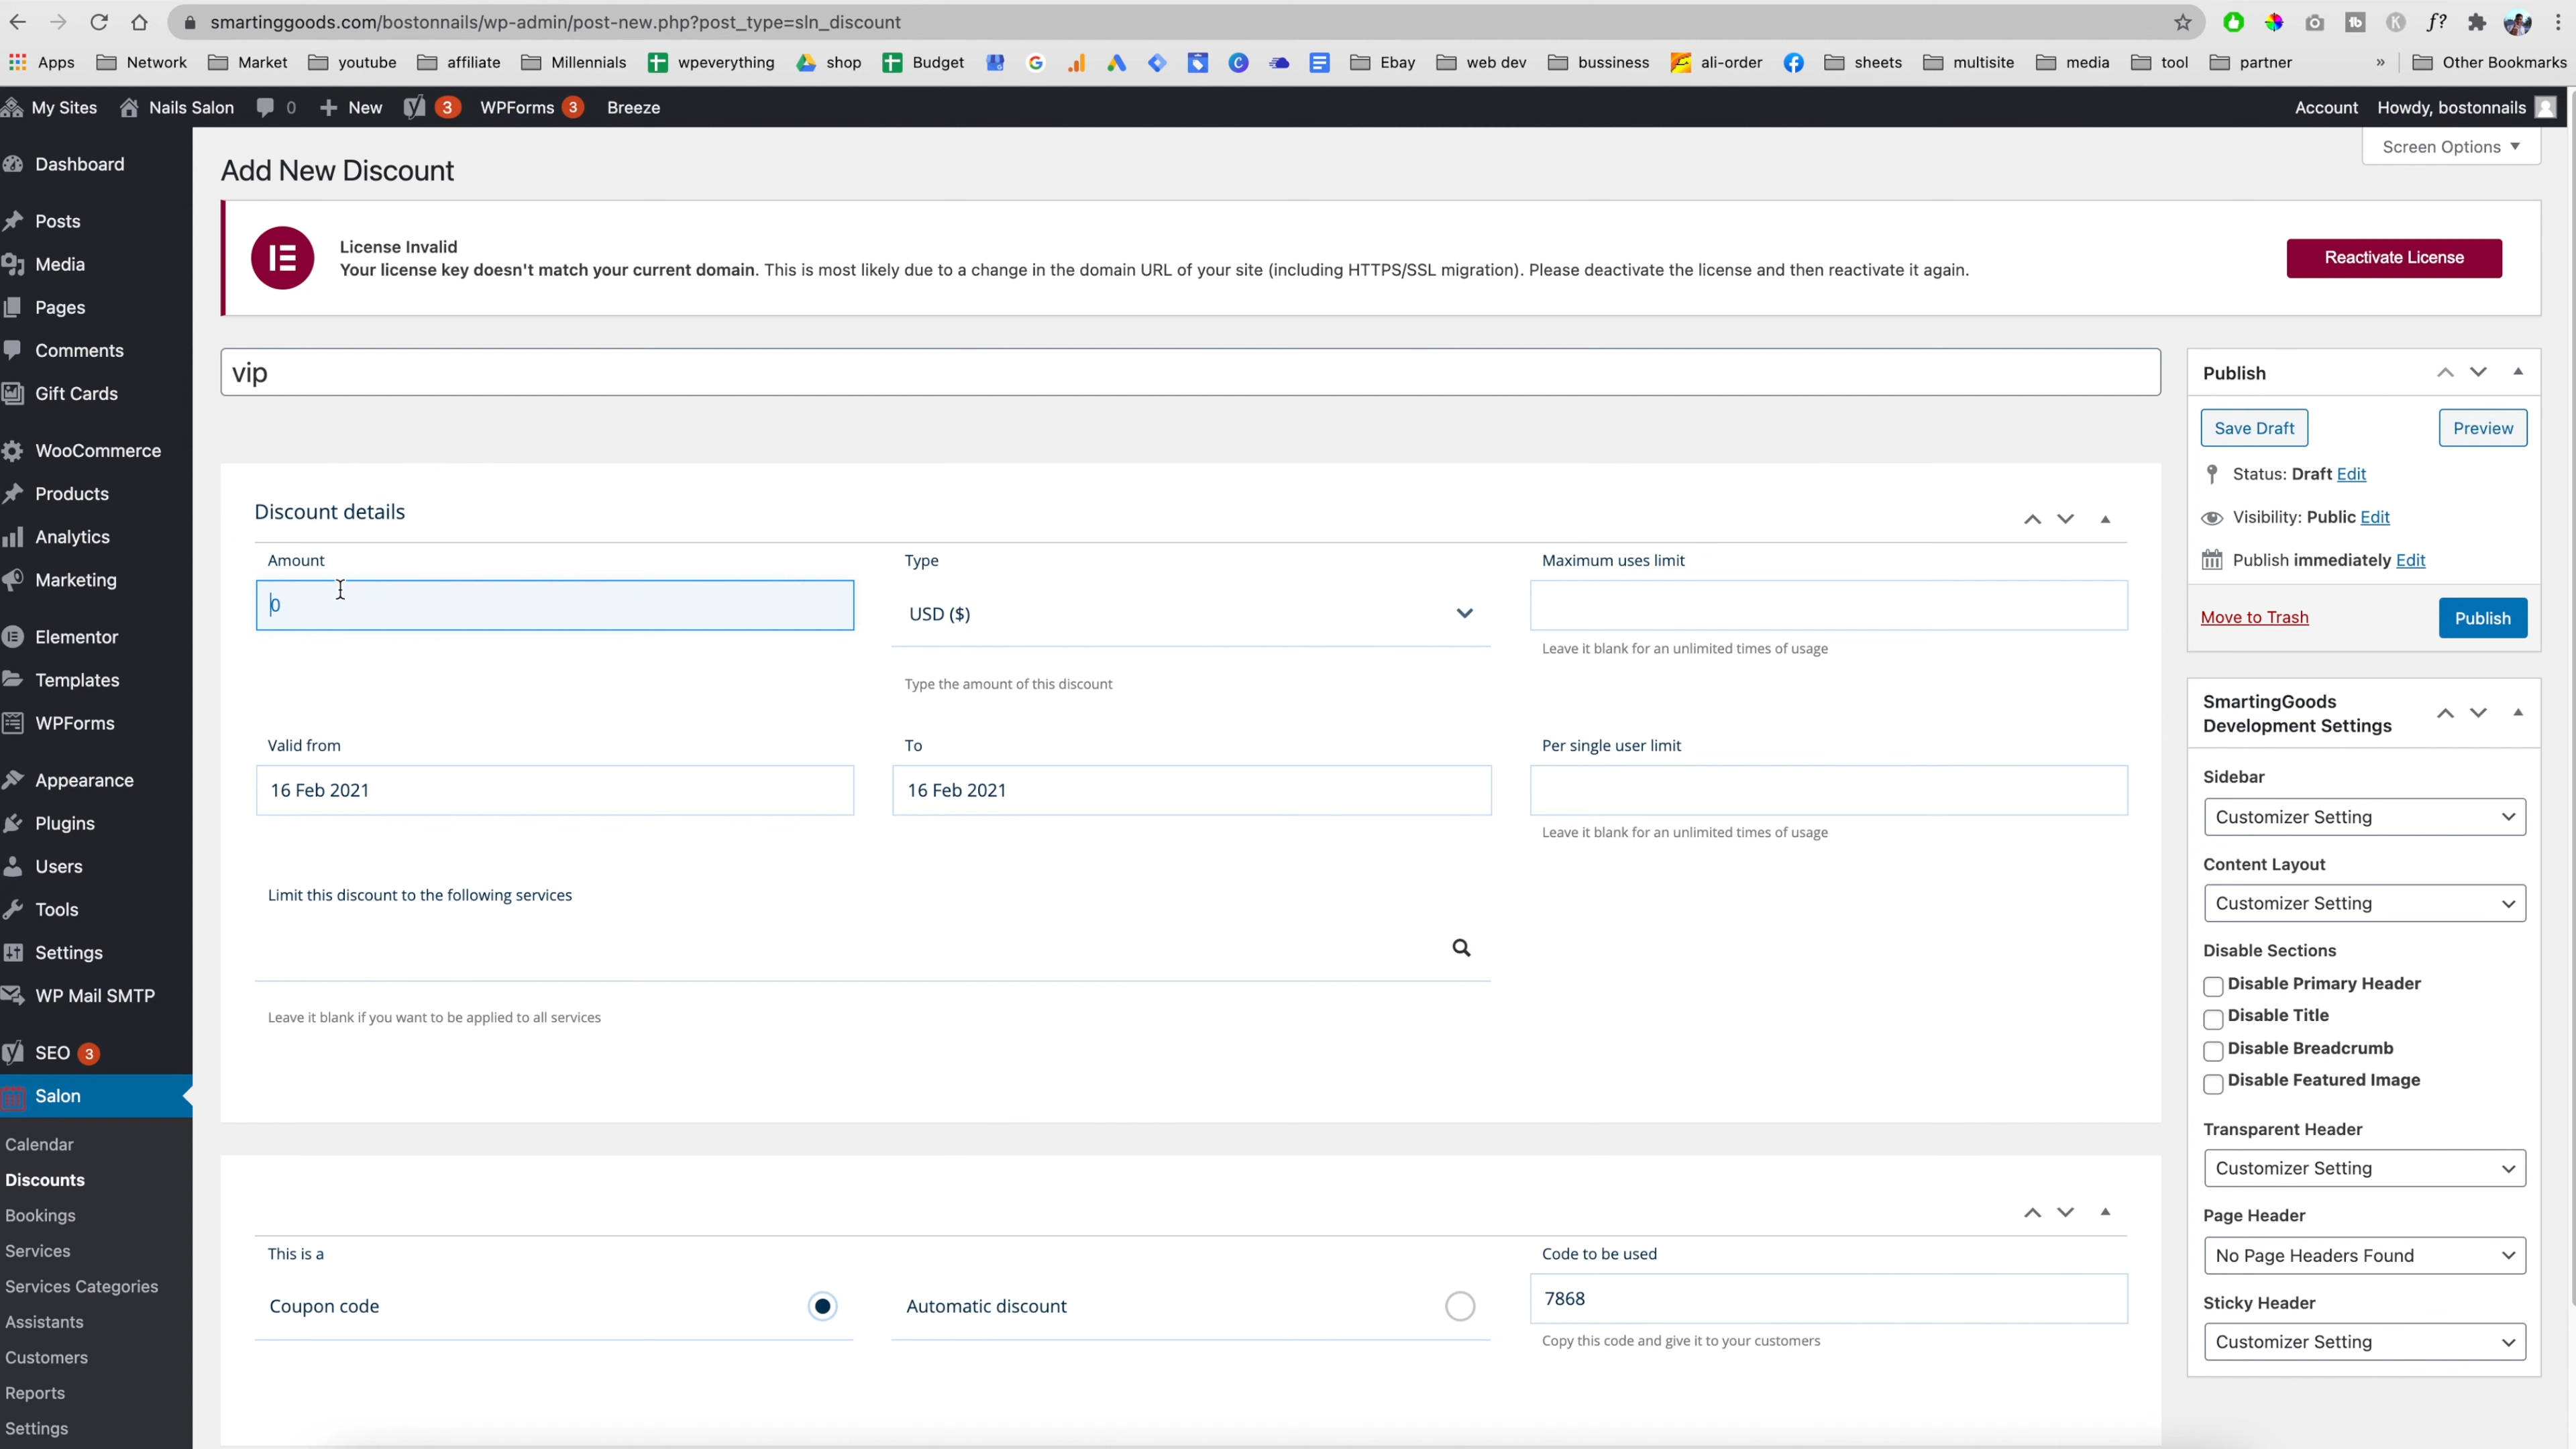 smartinggoods.com/bostonnails/wp-admin/post-new.php?post_type=sln_discount
Apps Network Market youtube affiliate Millennials wpeverything shop Budget Ebay web dev bussiness ali-order sheets multisite media tool partner » Other Bookmarks
My Sites Nails Salon 0 + New 3 WPForms 3 Breeze Account Howdy, bostonnails
Screen Options
Dashboard
Posts
Media
Pages
Comments
Gift Cards
WooCommerce
Products
Analytics
Marketing
Elementor
Templates
WPForms
Appearance
Plugins
Users
Tools
Settings
WP Mail SMTP
SEO 3
Salon
Calendar
Discounts
Bookings
Services
Services Categories
Assistants
Customers
Reports
Settings
Add New Discount
License Invalid
Your license key doesn't match your current domain. This is most likely due to a change in the domain URL of your site (including HTTPS/SSL migration). Please deactivate the license and then reactivate it again.
Reactivate License
vip
Discount details
Amount Type Maximum uses limit
0 USD ($)
Leave it blank for an unlimited times of usage
Type the amount of this discount
Valid from To Per single user limit
16 Feb 2021 16 Feb 2021
Leave it blank for an unlimited times of usage
Limit this discount to the following services
Leave it blank if you want to be applied to all services
This is a Code to be used
Coupon code Automatic discount 7868
Copy this code and give it to your customers
Publish
Save Draft Preview
Status: Draft Edit
Visibility: Public Edit
Publish immediately Edit
Move to Trash Publish
SmartingGoods
Development Settings
Sidebar
Customizer Setting
Content Layout
Customizer Setting
Disable Sections
Disable Primary Header
Disable Title
Disable Breadcrumb
Disable Featured Image
Transparent Header
Customizer Setting
Page Header
No Page Headers Found
Sticky Header
Customizer Setting